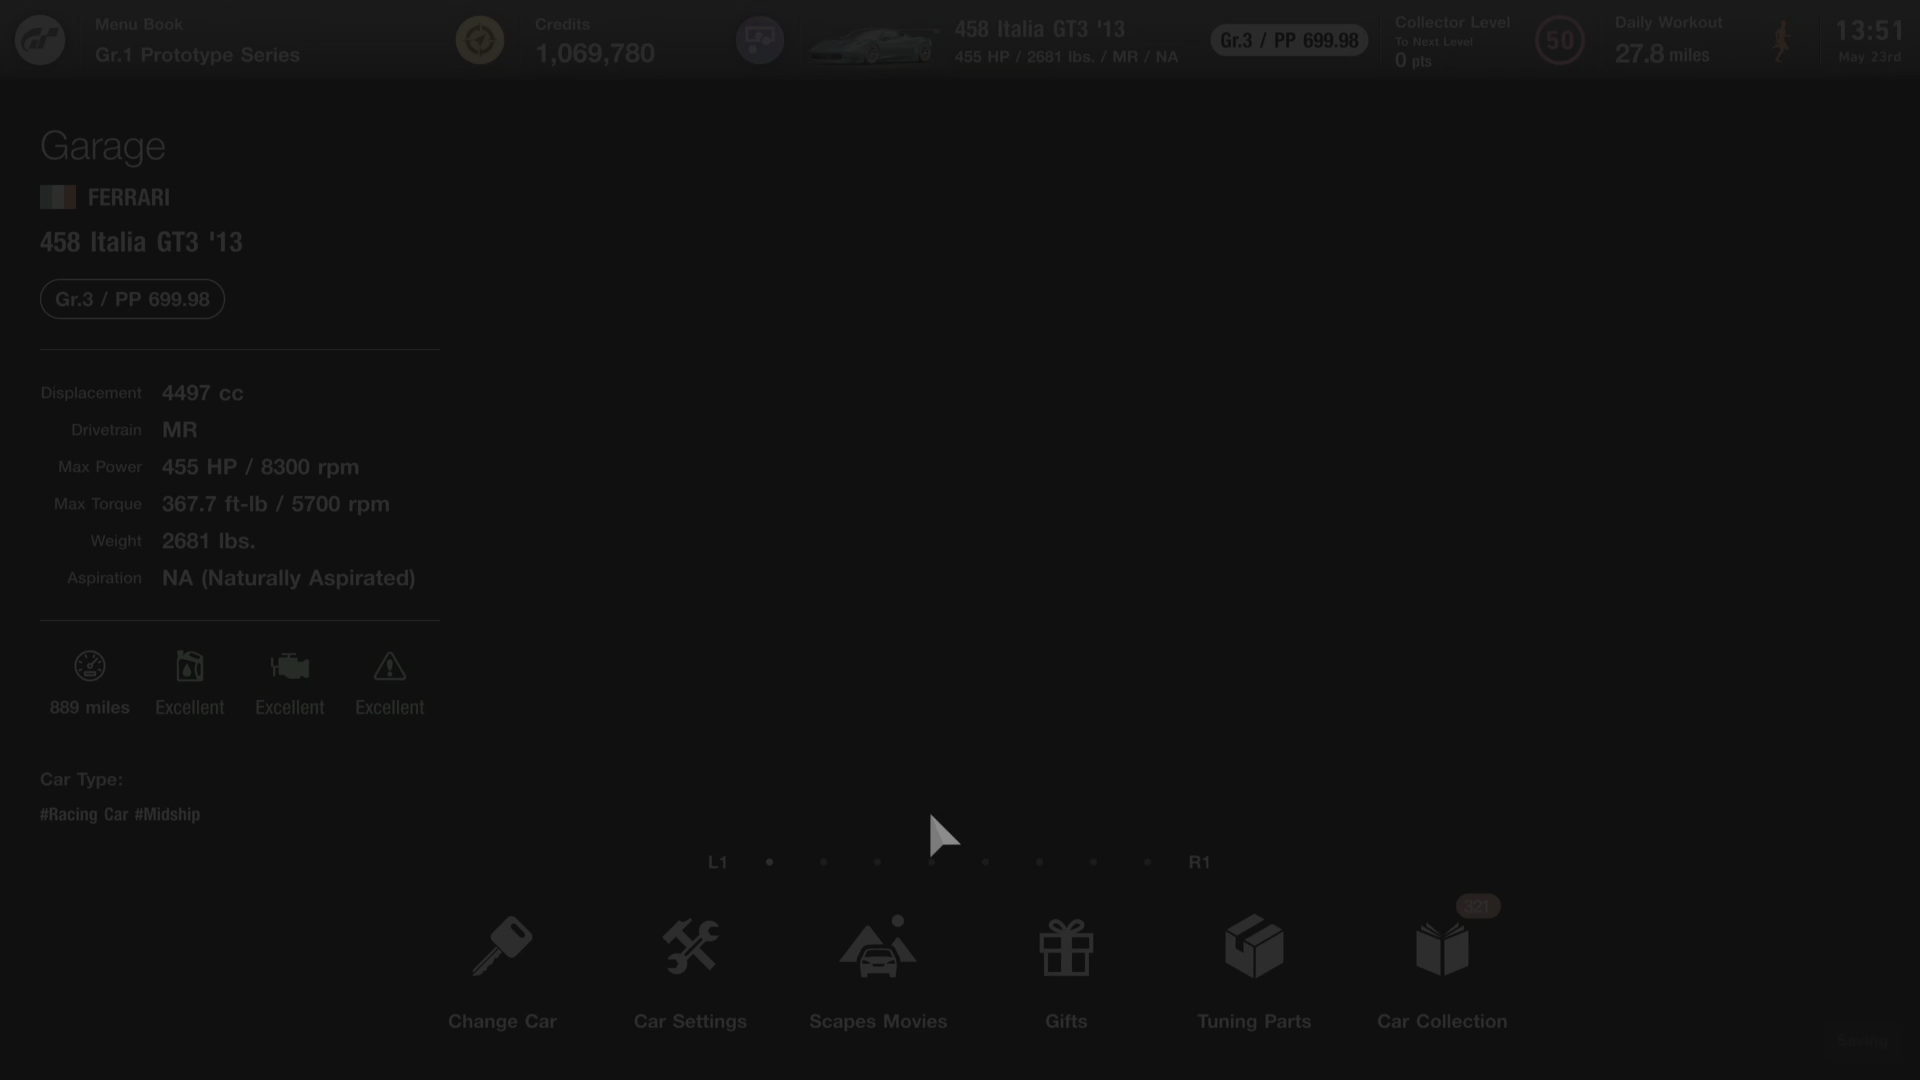 Menu Book
Gr.1 Prototype Series
Credits
1,069,780
458 Italia GT3 '13
455 HP / 2681 lbs. / MR / NA
Gr.3 / PP 699.98
Collector Level
To Next Level
0 pts
50
Daily Workout
27.8 miles
13:51
May 23rd
Garage
FERRARI
458 Italia GT3 '13
Gr.3 / PP 699.98
Displacement 4497 cc
Drivetrain MR
Max Power 455 HP / 8300 rpm
Max Torque 367.7 ft-lb / 5700 rpm
Weight 2681 lbs.
Aspiration NA (Naturally Aspirated)
889 miles Excellent Excellent Excellent
Car Type:
#Racing Car #Midship
L1 R1
321
Change Car Car Settings Scapes Movies Gifts Tuning Parts Car Collection
Saving